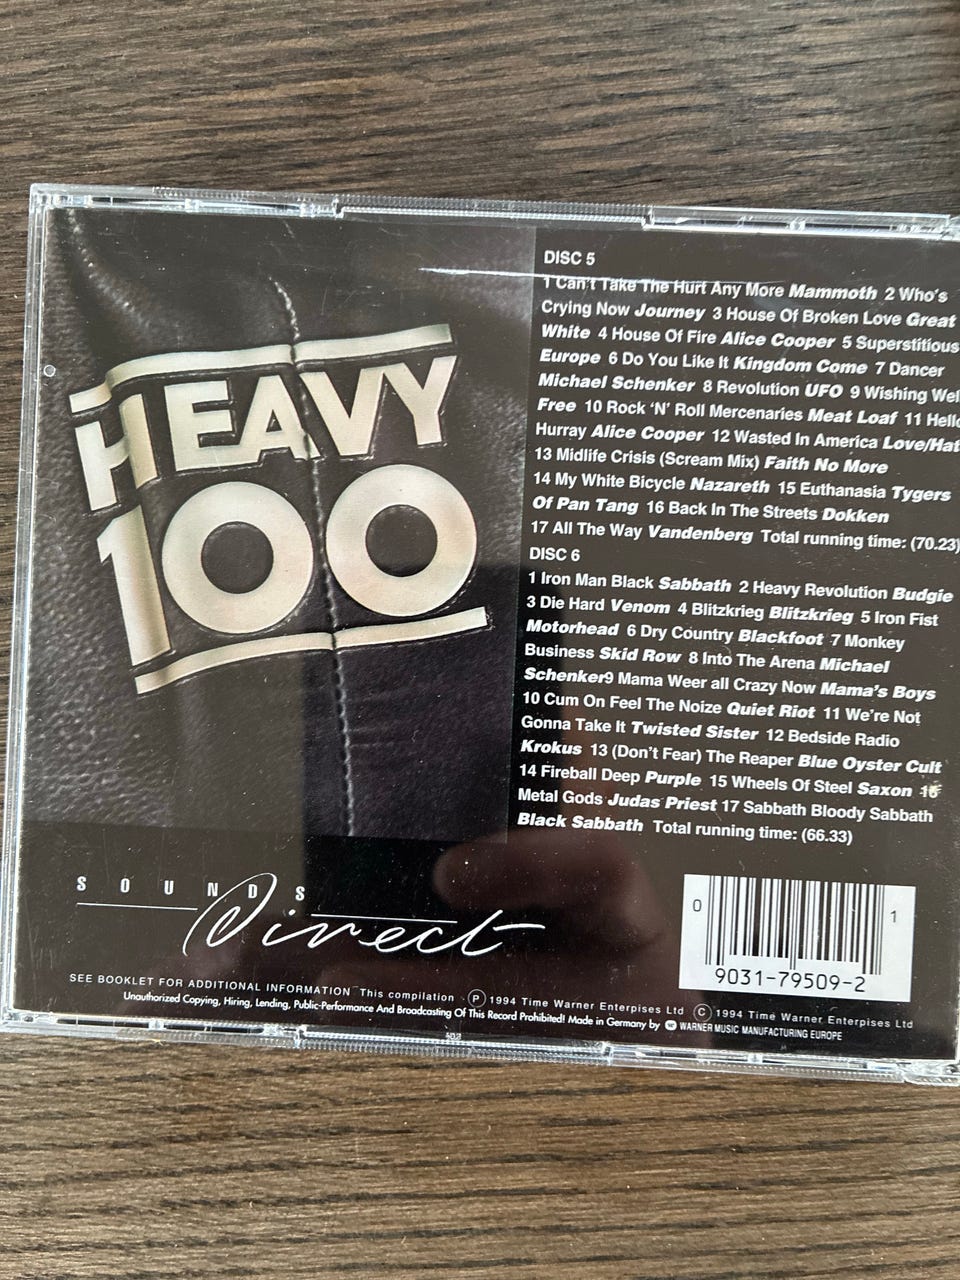 HEAVY
100
DISC 5
1 Can't Take The Hurt Any More Mammoth 2 Who's
Crying Now Journey 3 House Of Broken Love Great
White 4 House Of Fire Alice Cooper 5 Superstitious
Europe 6 Do You Like It Kingdom Come 7 Dancer
Michael Schenker 8 Revolution UFO 9 Wishing Wel
Free 10 Rock 'N' Roll Mercenaries Meat Loaf 11 Hello
Hurray Alice Cooper 12 Wasted In America Love/Hat
13 Midlife Crisis (Scream Mix) Faith No More
14 My White Bicycle Nazareth 15 Euthanasia Tygers
Of Pan Tang 16 Back In The Streets Dokken
17 All The Way Vandenberg Total running time: (70.23)
DISC 6
1 Iron Man Black Sabbath 2 Heavy Revolution Budgie
3 Die Hard Venom 4 Blitzkrieg Blitzkrieg 5 Iron Fist
Motorhead 6 Dry Country Blackfoot 7 Monkey
Business Skid Row 8 Into The Arena Michael
Schenker9 Mama Weer all Crazy Now Mama's Boys
10 Cum On Feel The Noize Quiet Riot 11 We're Not
Gonna Take It Twisted Sister 12 Bedside Radio
Krokus 13 (Don't Fear) The Reaper Blue Oyster Cult
14 Fireball Deep Purple 15 Wheels Of Steel Saxon 16
Metal Gods Judas Priest 17 Sabbath Bloody Sabbath
Black Sabbath Total running time: (66.33)
SOUNDS
Direct
0 1
9031-79509-2
SEE BOOKLET FOR ADDITIONAL INFORMATION This compilation ℗ 1994 Time Warner Enterpises Ltd © 1994 Time Warner Enterpises Ltd
Unauthorized Copying, Hiring, Lending, Public-Performance And Broadcasting Of This Record Prohibited! Made in Germany by WARNER MUSIC MANUFACTURING EUROPE